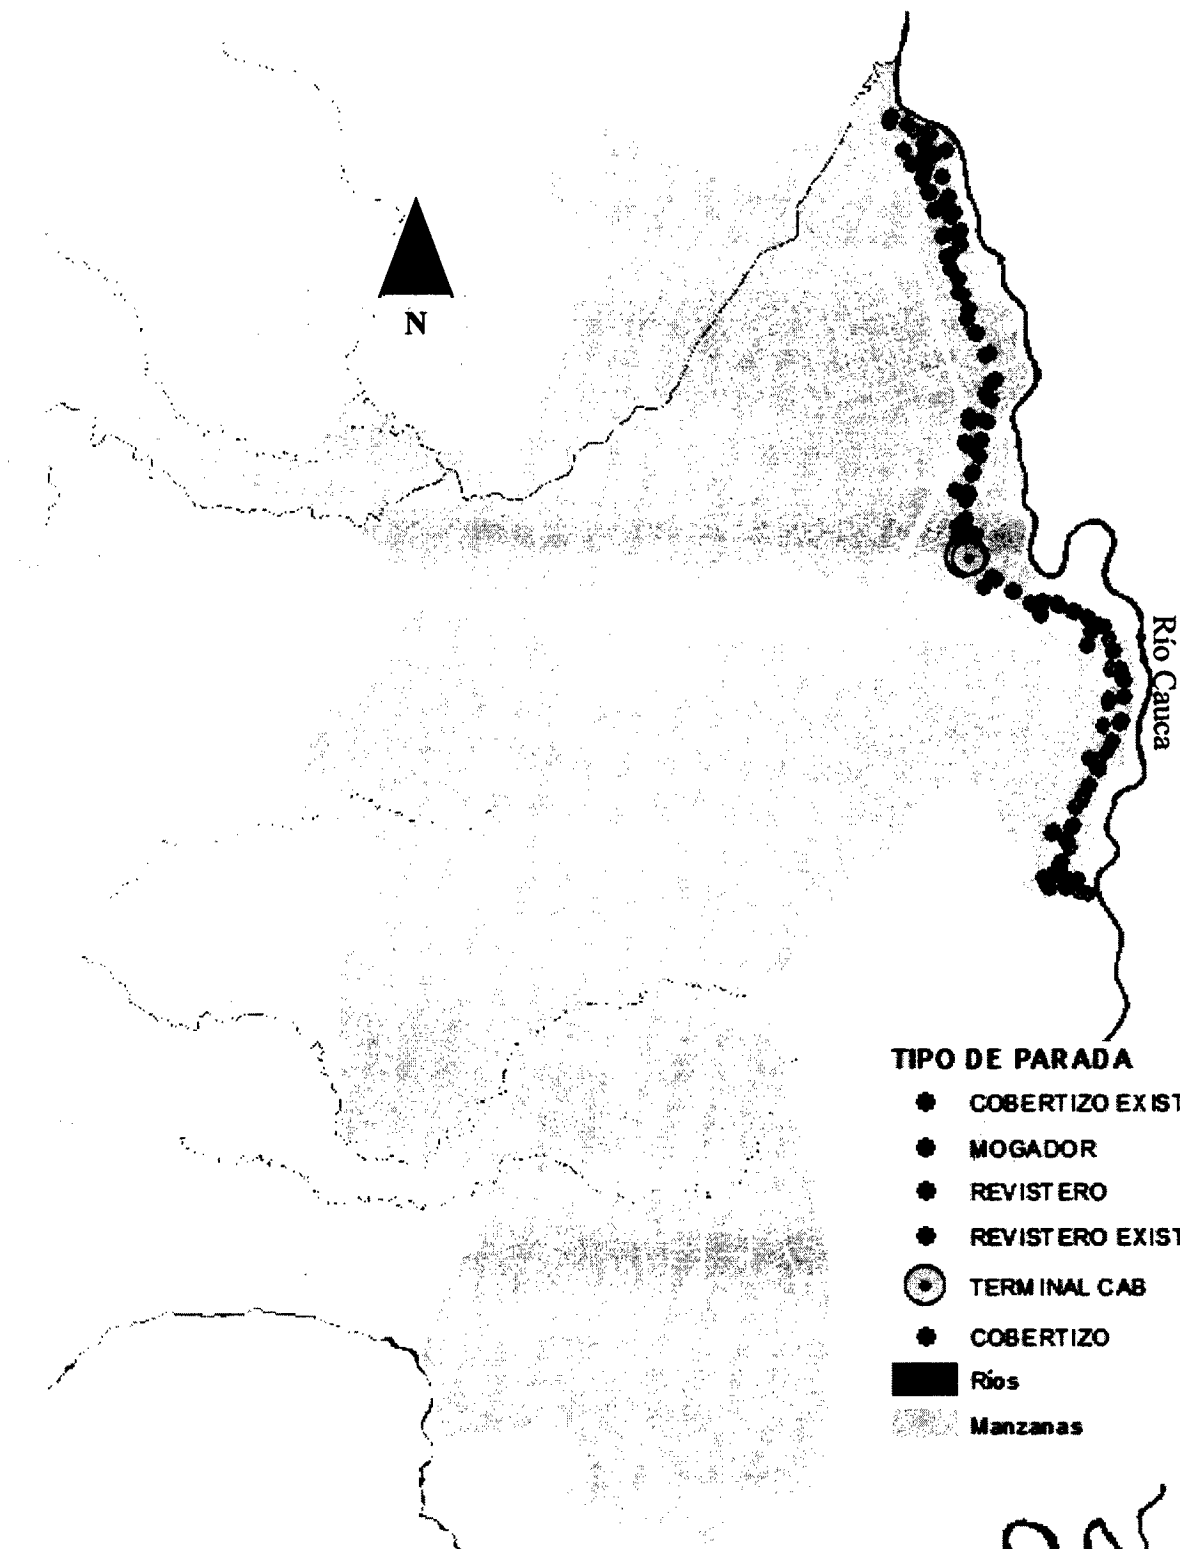 N
Río Cauca
TIPO DE PARADA
COBERTIZO EXIST
MOGADOR
REVISTERO
REVISTERO EXIST
TERMINAL CAB
COBERTIZO
Ríos
Manzanas